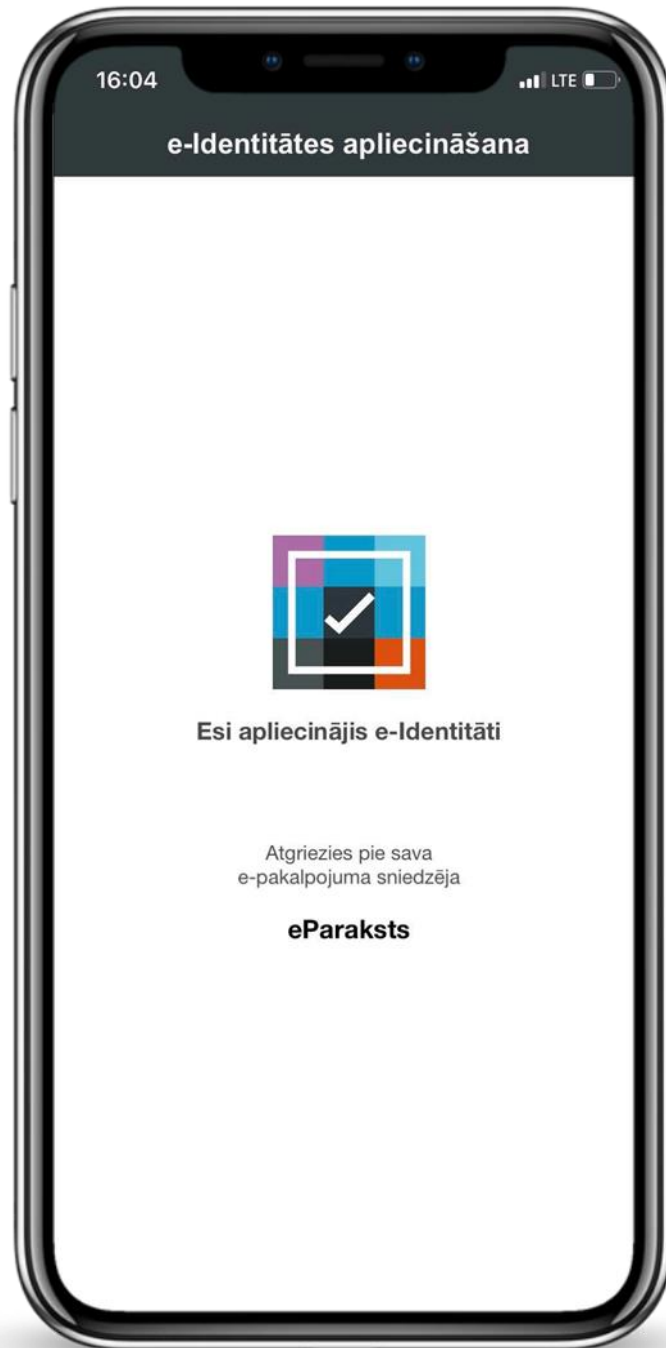 16:04
LTE
e-Identitātes apliecināšana
Esi apliecinājis e-Identitāti
Atgriezies pie sava
e-pakalpojuma sniedzēja
eParaksts